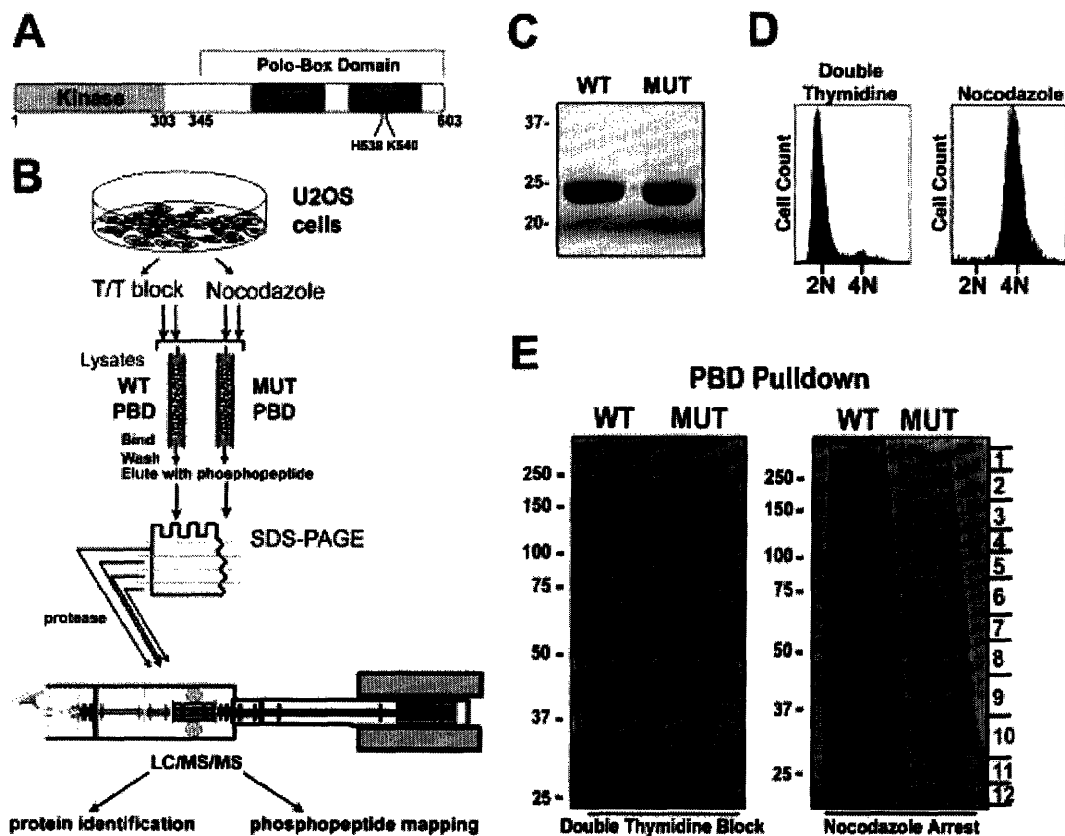 A
Polo-Box Domain
Kinase
1 303 345 603
H538 K540
B
U2OS
cells
T/T block Nocodazole
Lysates
WT MUT
PBD PBD
Bind
Wash
Elute with phosphopeptide
SDS-PAGE
protease
LC/MS/MS
protein identification phosphopeptide mapping
C
WT MUT
37-
25-
20-
D
Double
Thymidine
Nocodazole
Cell Count
Cell Count
2N 4N
2N 4N
E
PBD Pulldown
WT MUT
WT MUT
250 -
150 -
100 -
75 -
50 -
37 -
25 -
Double Thymidine Block
250 -
150 -
100 -
75 -
50 -
37 -
25 -
1
2
3
4
5
6
7
8
9
10
11
12
Nocodazole Arrest